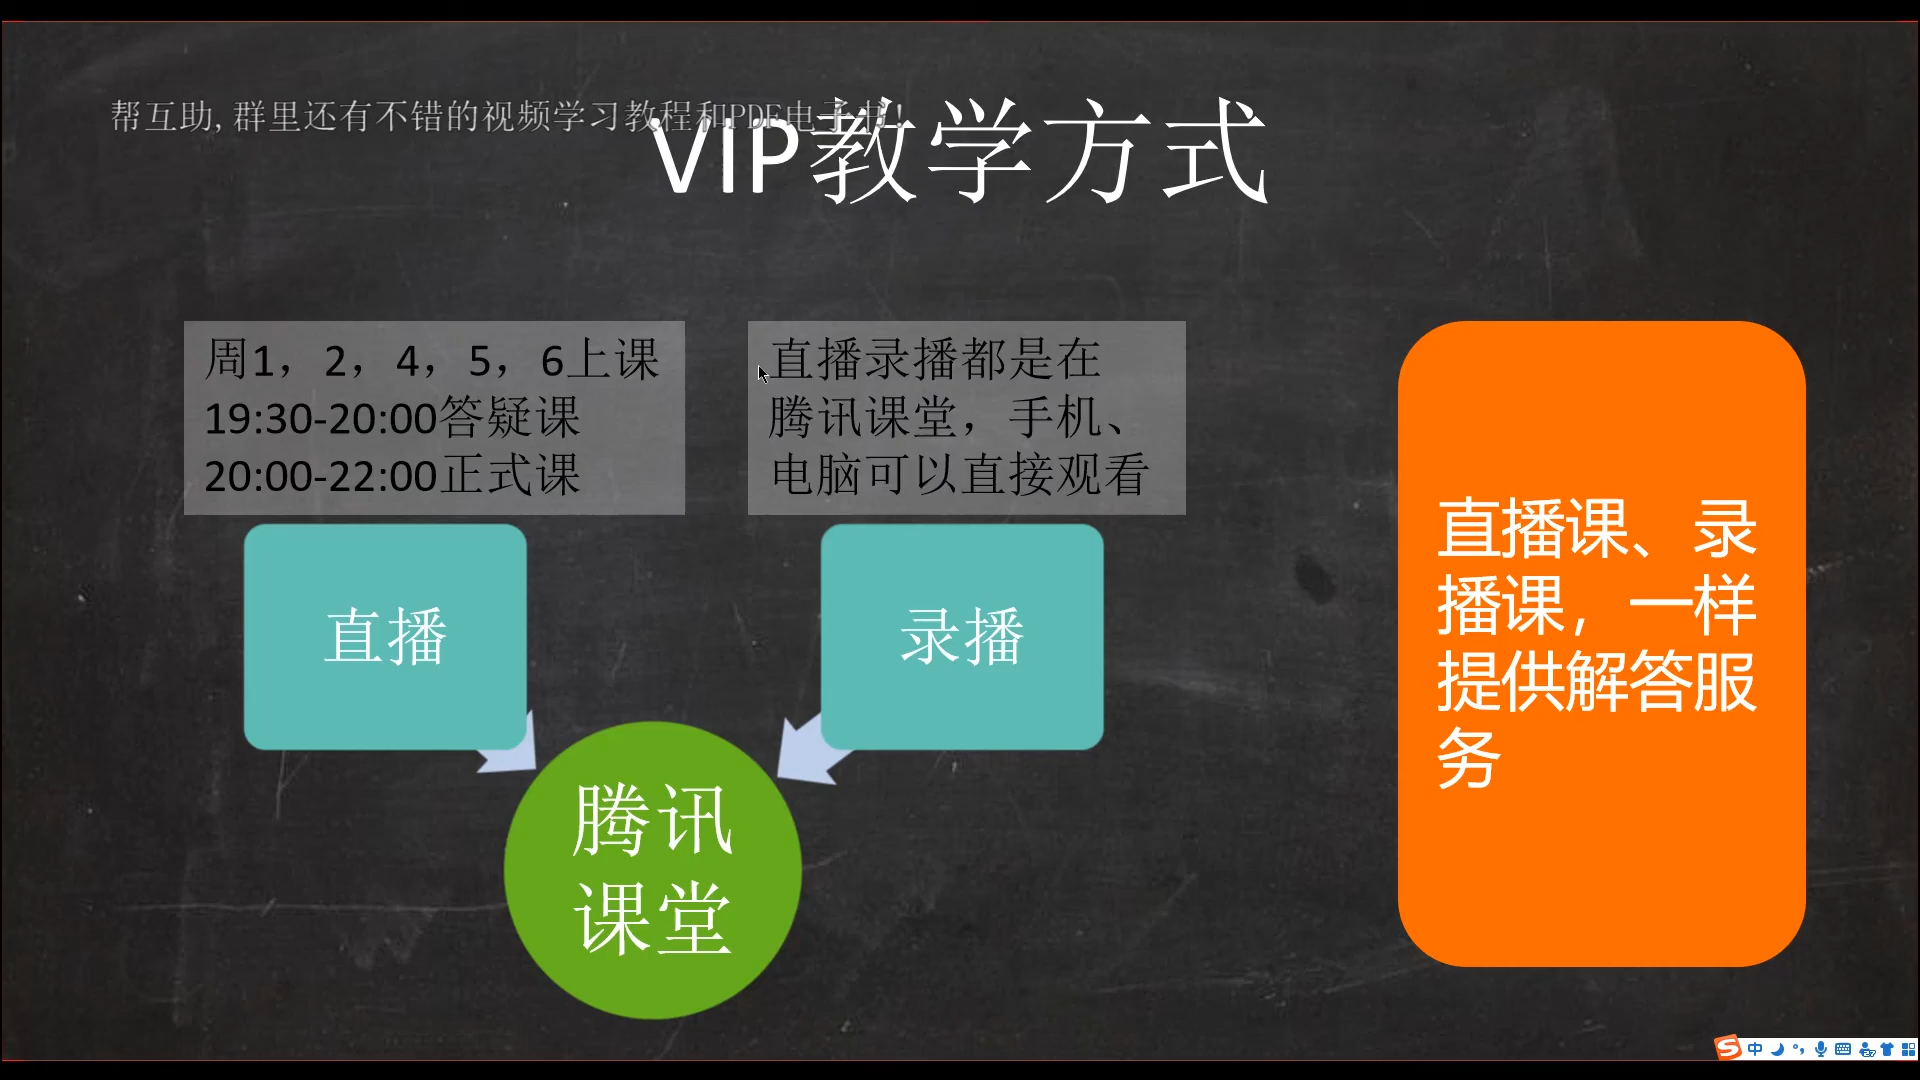 帮互助,群里还有不错的视频学习教程和PDF电子书!
VIP教学方式
周1，2，4，5，6上课
19:30-20:00答疑课
20:00-22:00正式课
直播录播都是在
腾讯课堂，手机、
电脑可以直接观看
直播
录播
腾讯
课堂
直播课、录
播课，一样
提供解答服
务
中